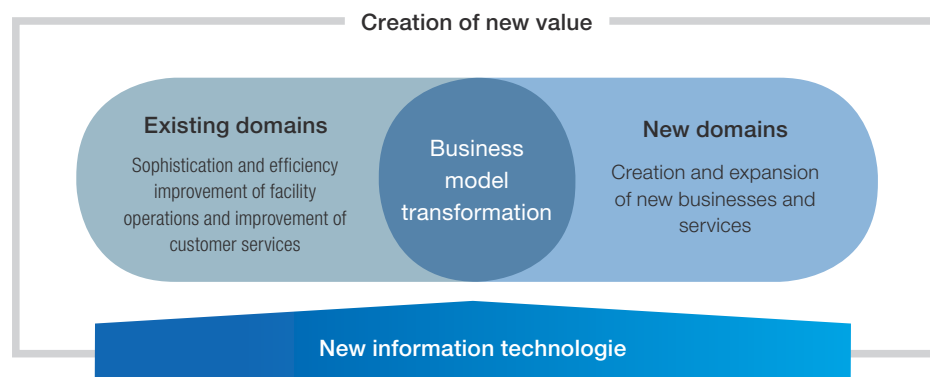 Creation of new value
Existing domains
Sophistication and efficiency
improvement of facility
operations and improvement of
customer services
Business
model
transformation
New domains
Creation and expansion
of new businesses and
services
New information technologie